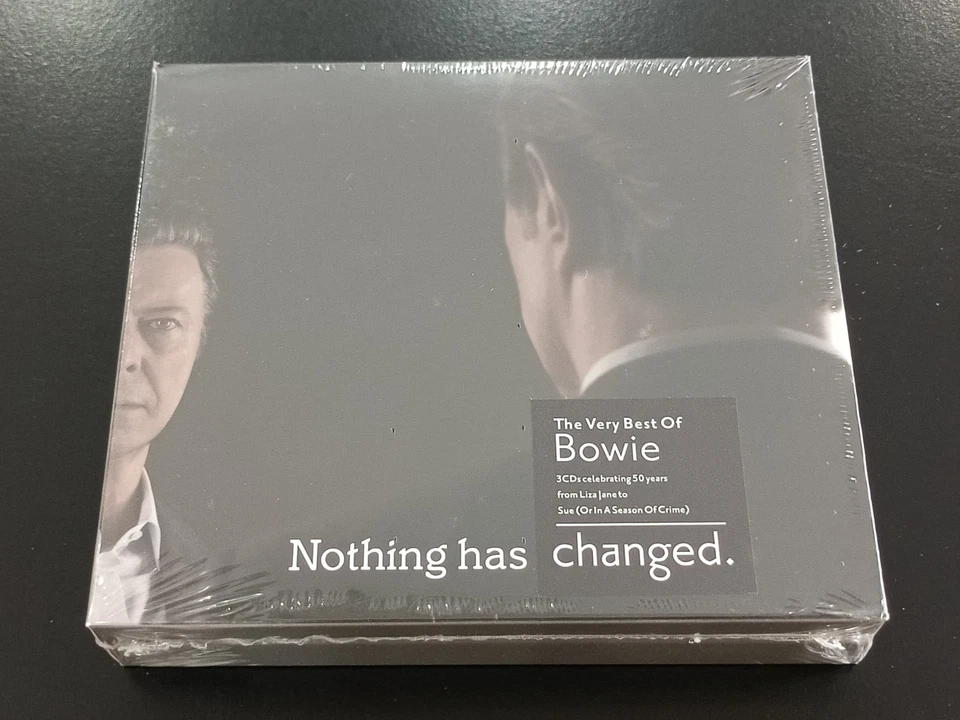 The Very Best Of
Bowie
3CDs celebrating 50 years
from Liza Jane to
Sue (Or In A Season Of Crime)
Nothing has changed.